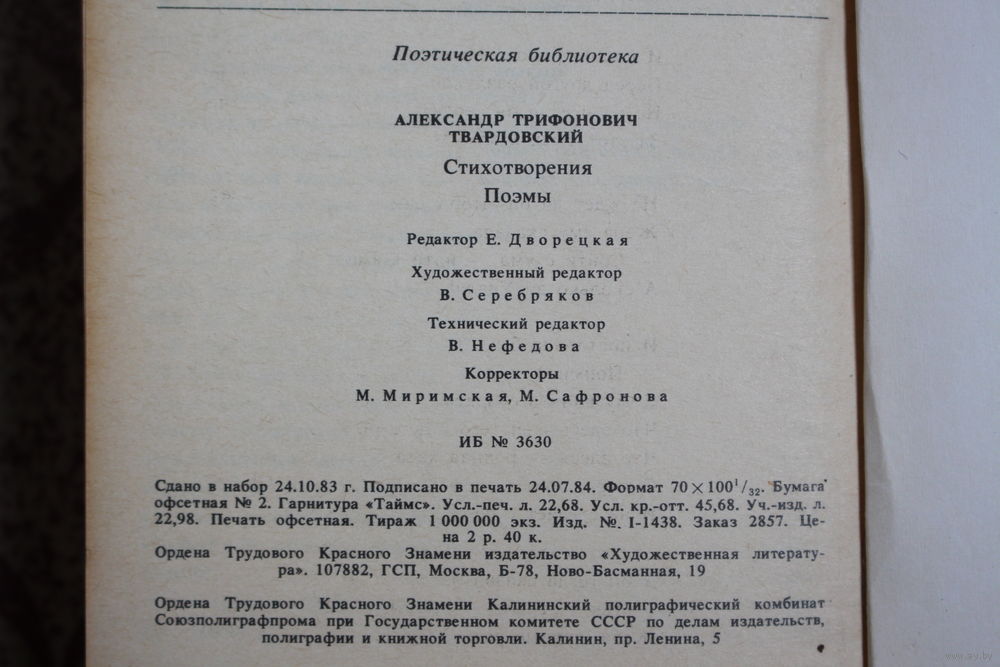 Поэтическая библиотека
АЛЕКСАНДР ТРИФОНОВИЧ
ТВАРДОВСКИЙ
Стихотворения
Поэмы
Редактор Е. Дворецкая
Художественный редактор
В. Серебряков
Технический редактор
В. Нефедова
Корректоры
М. Миримская, М. Сафронова
ИБ № 3630
Сдано в набор 24.10.83 г. Подписано в печать 24.07.84. Формат 70 × 100¹/₃₂. Бумага
офсетная № 2. Гарнитура «Таймс». Усл.-печ. л. 22,68. Усл. кр.-отт. 45,68. Уч.-изд. л.
22,98. Печать офсетная. Тираж 1 000 000 экз. Изд. №. I-1438. Заказ 2857. Це-
на 2 р. 40 к.
Ордена Трудового Красного Знамени издательство «Художественная литерату-
ра». 107882, ГСП, Москва, Б-78, Ново-Басманная, 19
Ордена Трудового Красного Знамени Калининский полиграфический комбинат
Союзполиграфпрома при Государственном комитете СССР по делам издательств,
полиграфии и книжной торговли. Калинин, пр. Ленина, 5
www.ay.by